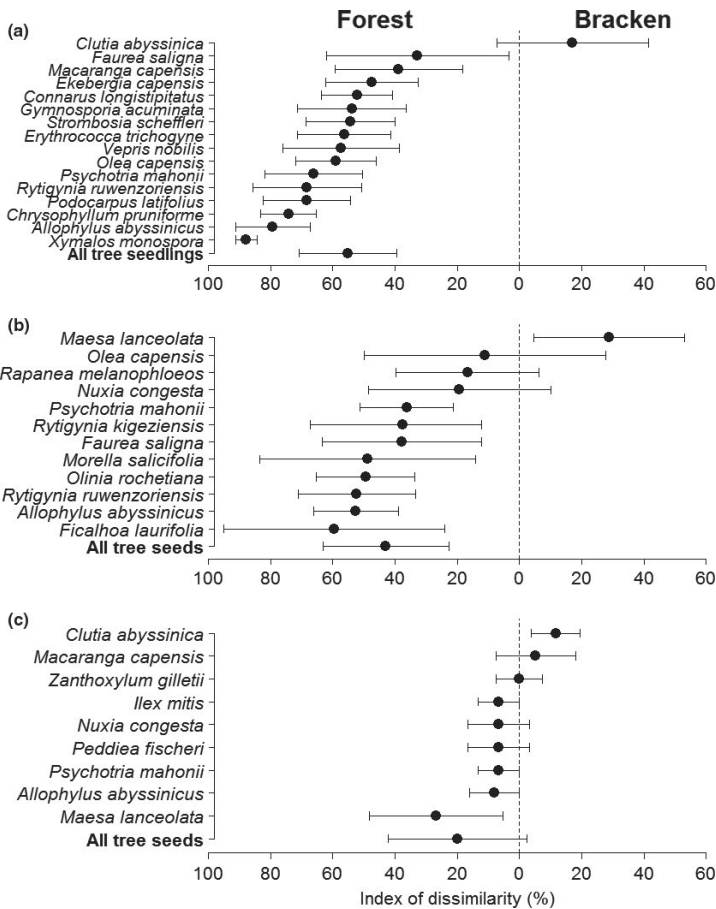 Forest Bracken
(a)
Clutia abyssinica
Faurea saligna
Macaranga capensis
Ekebergia capensis
Connarus longistipitatus
Gymnosporia acuminata
Strombosia scheffleri
Erythrococca trichogyne
Vepris nobilis
Olea capensis
Psychotria mahonii
Rytigynia ruwenzoriensis
Podocarpus latifolius
Chrysophyllum pruniforme
Allophylus abyssinicus
Xymalos monospora
All tree seedlings
100 80 60 40 20 0 20 40 60
(b)
Maesa lanceolata
Olea capensis
Rapanea melanophloeos
Nuxia congesta
Psychotria mahonii
Rytigynia kigeziensis
Faurea saligna
Morella salicifolia
Olinia rochetiana
Rytigynia ruwenzoriensis
Allophylus abyssinicus
Ficalhoa laurifolia
All tree seeds
100 80 60 40 20 0 20 40 60
(c)
Clutia abyssinica
Macaranga capensis
Zanthoxylum gilletii
Ilex mitis
Nuxia congesta
Peddiea fischeri
Psychotria mahonii
Allophylus abyssinicus
Maesa lanceolata
All tree seeds
100 80 60 40 20 0 20 40 60
Index of dissimilarity (%)